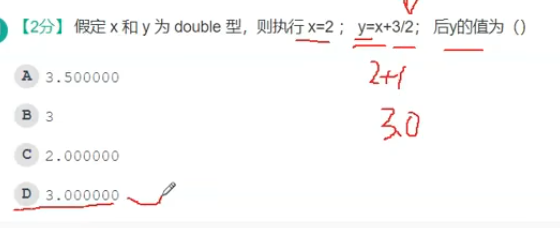 【2分】 假定 x 和 y 为 double 型，则执行 x=2 ； y=x+3/2； 后y的值为（）
A 3.500000
2+1
B 3
3.0
C 2.000000
D 3.000000